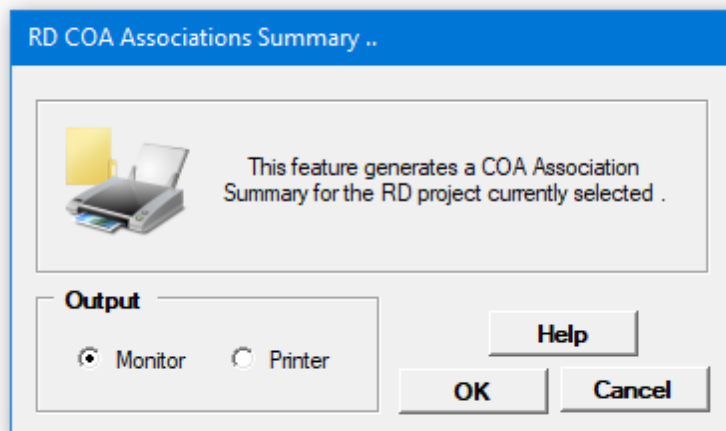 RD COA Associations Summary ..
This feature generates a COA Association
Summary for the RD project currently selected .
Output
Monitor
Printer
Help
OK
Cancel